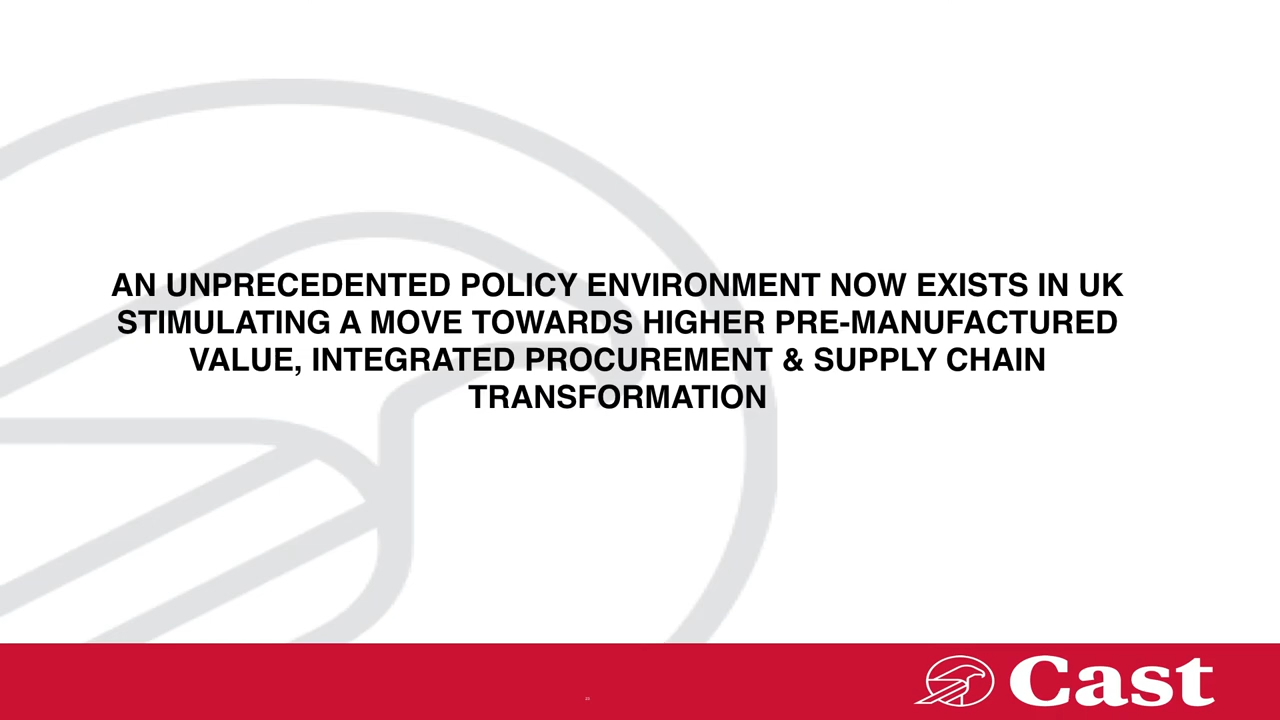 AN UNPRECEDENTED POLICY ENVIRONMENT NOW EXISTS IN UK
STIMULATING A MOVE TOWARDS HIGHER PRE-MANUFACTURED
VALUE, INTEGRATED PROCUREMENT & SUPPLY CHAIN
TRANSFORMATION
Cast